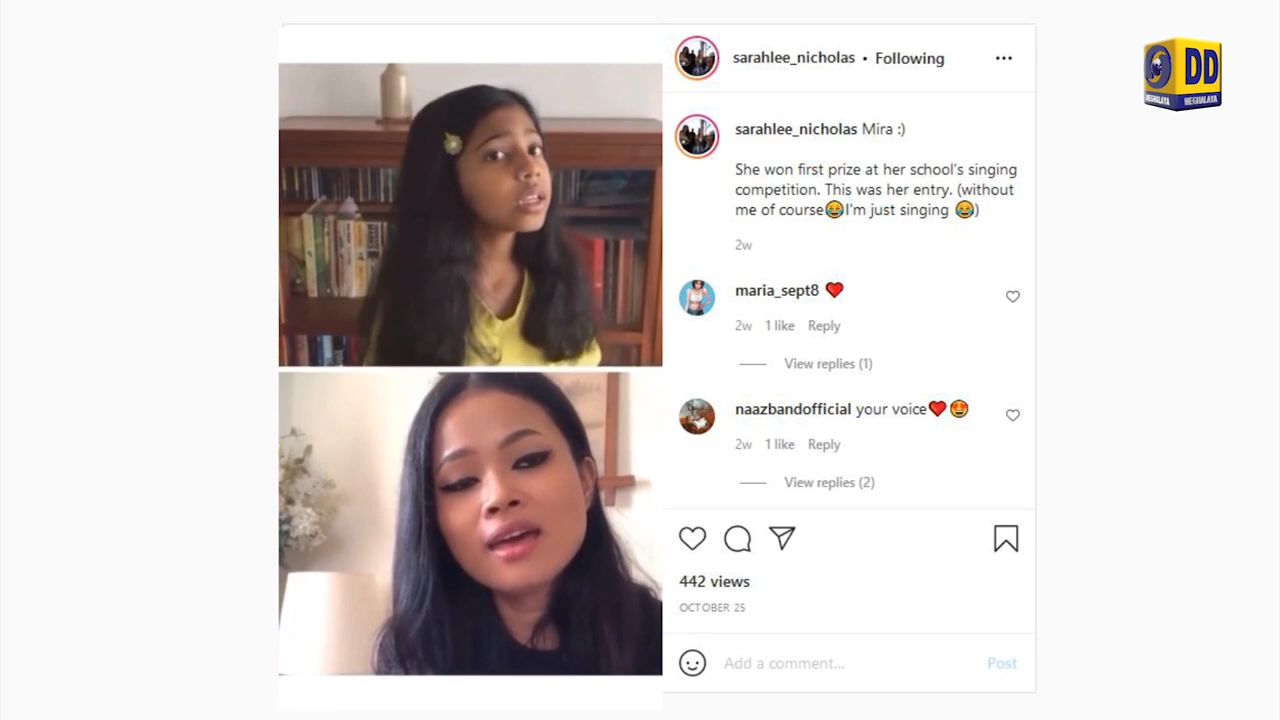 sarahlee_nicholas • Following
DD
MEGHALAYA MEGHALAYA
sarahlee_nicholas Mira :)
She won first prize at her school's singing
competition. This was her entry. (without
me of course😂I'm just singing 😂)
2w
maria_sept8 ❤️
2w 1 like Reply
View replies (1)
naazbandofficial your voice❤️😍
2w 1 like Reply
View replies (2)
442 views
OCTOBER 25
Add a comment... Post